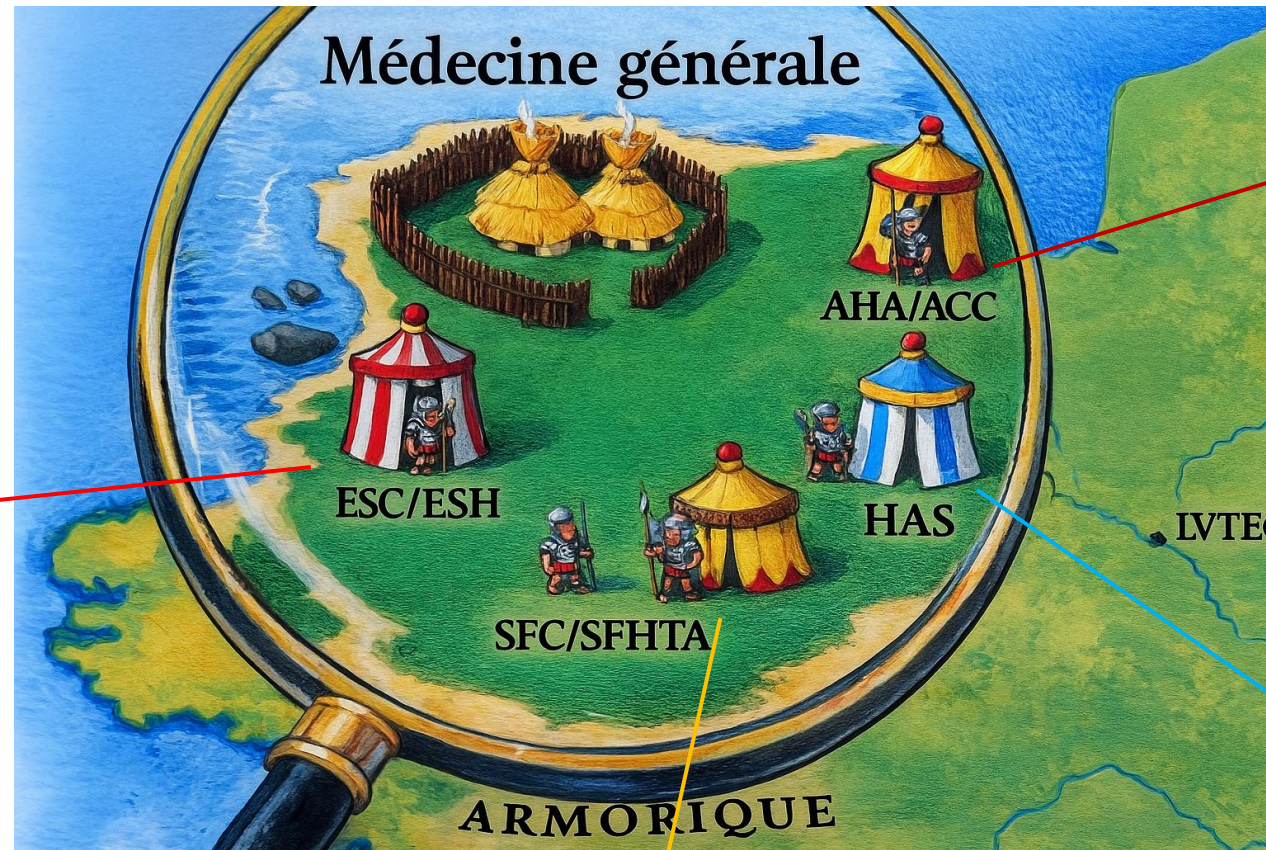 Médecine générale
AHA/ACC
ESC/ESH
HAS
SFC/SFHTA
ARMORIQUE